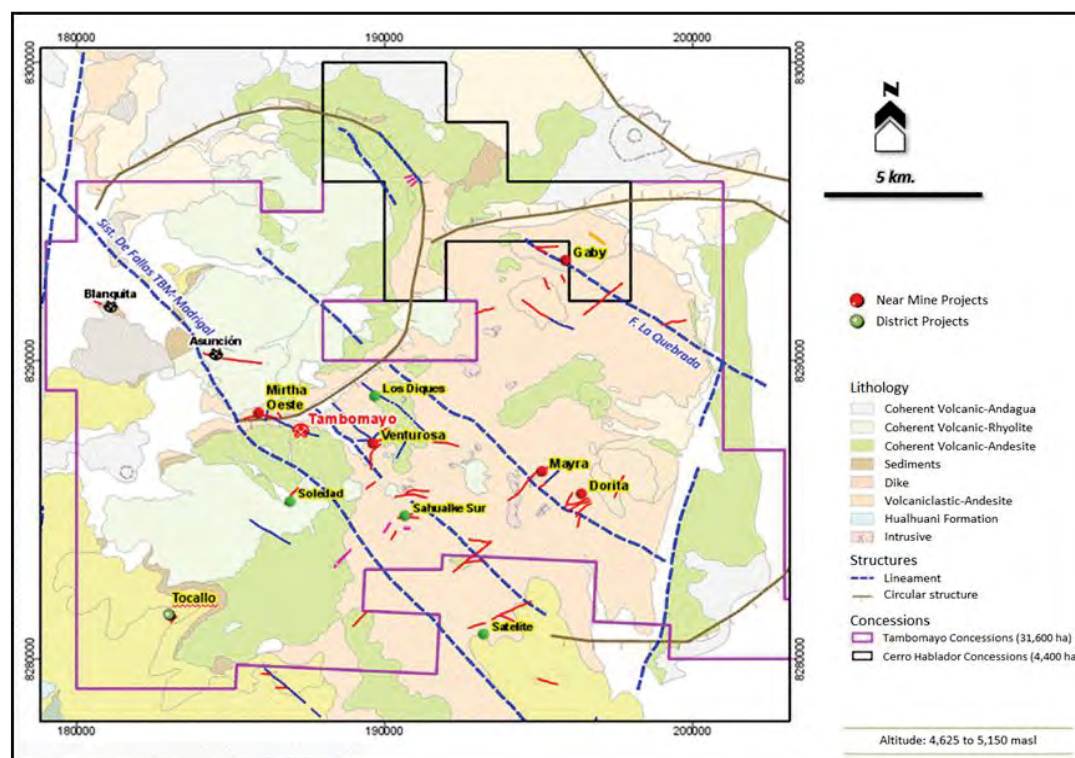 180000
190000
200000
8300000
8300000
N
5 km.
Sist. De Fallas TBM-Madrigal
Gaby
Blanquita
F. La Quebrada
Near Mine Projects
Asunción
District Projects
8290000
8290000
Mirtha
Oeste
Los Diques
Tambomayo
Venturosa
Mayra
Dorita
Soledad
Sahualke Sur
Tocallo
Satelite
8280000
8280000
180000
190000
200000
Lithology
Coherent Volcanic-Andagua
Coherent Volcanic-Rhyolite
Coherent Volcanic-Andesite
Sediments
Dike
Volcaniclastic-Andesite
Hualhuani Formation
Intrusive
Structures
Lineament
Circular structure
Concessions
Tambomayo Concessions (31,600 ha)
Cerro Hablador Concessions (4,400 ha
Altitude: 4,625 to 5,150 masl